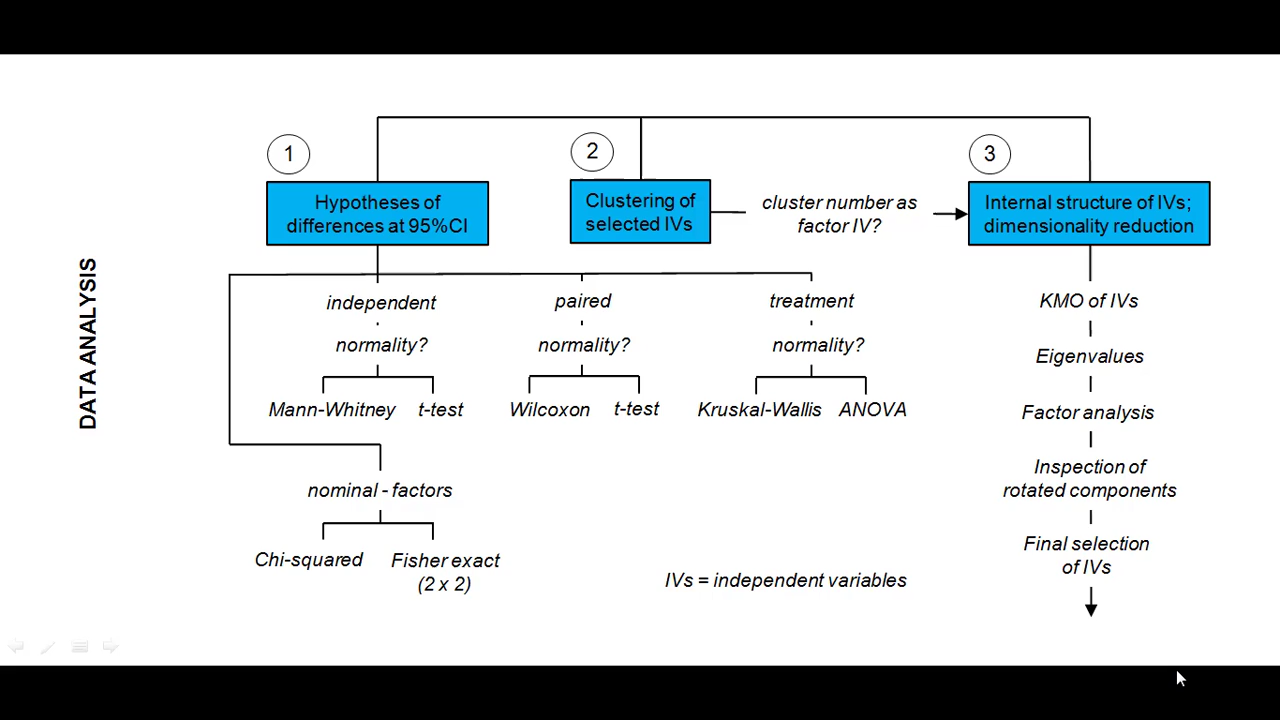 DATA ANALYSIS
1
Hypotheses of
differences at 95%CI
2
Clustering of
selected IVs
cluster number as
factor IV?
3
Internal structure of IVs;
dimensionality reduction
independent
normality?
Mann-Whitney
t-test
paired
normality?
Wilcoxon
t-test
treatment
normality?
Kruskal-Wallis
ANOVA
nominal - factors
Chi-squared
Fisher exact
(2 x 2)
KMO of IVs
Eigenvalues
Factor analysis
Inspection of
rotated components
Final selection
of IVs
IVs = independent variables